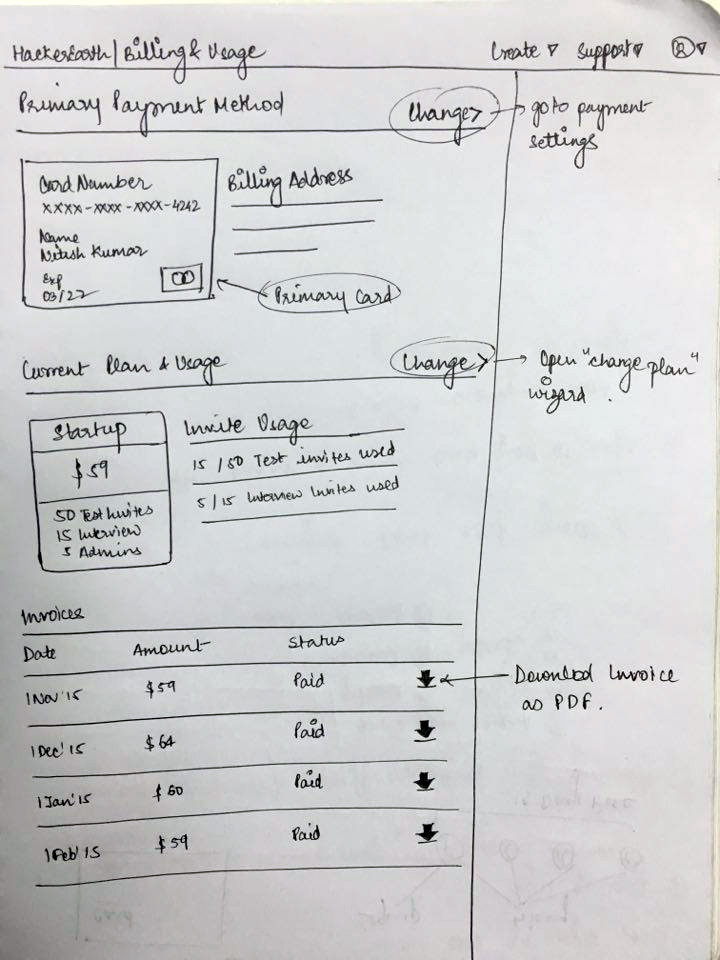 HackerEarth | Billing & Usage Create ▾ Support ▾
Primary Payment Method Change > go to payment
settings
Card Number
XXXX-XXXX-XXXX-4242
Name
Nitish Kumar
Exp
03/22
Billing Address
Primary Card
Current Plan & Usage Change > Open "change plan"
wizard.
Startup
$59
50 Test Invites
15 Interview
5 Admins
Invite Usage
15 / 50 Test invites used
5 / 15 Interview Invites used
Invoices
Date Amount Status
1 Nov'15 $59 Paid Download Invoice
as PDF.
1 Dec'15 $64 Paid
1 Jan'15 $60 Paid
1 Feb'15 $59 Paid